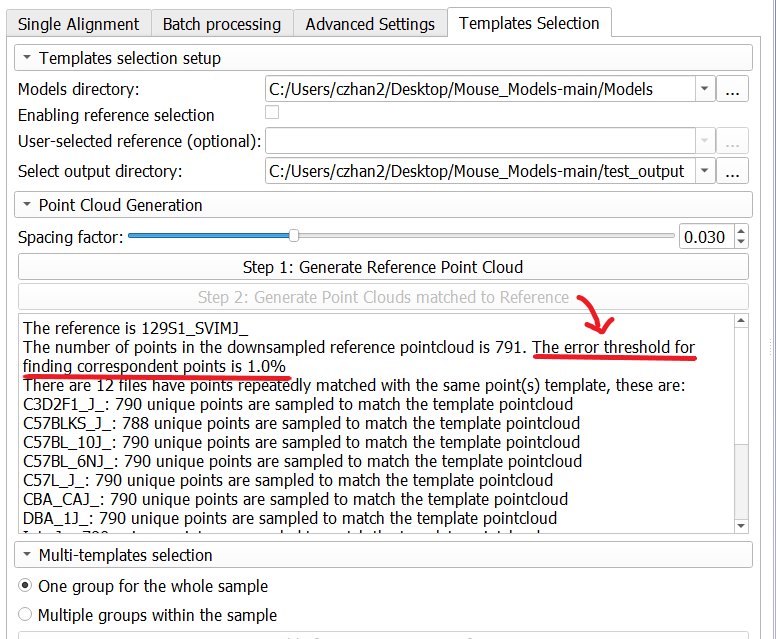 Single Alignment Batch processing Advanced Settings Templates Selection
Templates selection setup
Models directory: C:/Users/czhan2/Desktop/Mouse_Models-main/Models ...
Enabling reference selection
User-selected reference (optional): ...
Select output directory: C:/Users/czhan2/Desktop/Mouse_Models-main/test_output ...
Point Cloud Generation
Spacing factor: 0.030
Step 1: Generate Reference Point Cloud
Step 2: Generate Point Clouds matched to Reference
The reference is 129S1_SVIMJ_
The number of points in the downsampled reference pointcloud is 791. The error threshold for
finding correspondent points is 1.0%
There are 12 files have points repeatedly matched with the same point(s) template, these are:
C3D2F1_J_: 790 unique points are sampled to match the template pointcloud
C57BLKS_J_: 788 unique points are sampled to match the template pointcloud
C57BL_10J_: 790 unique points are sampled to match the template pointcloud
C57BL_6NJ_: 790 unique points are sampled to match the template pointcloud
C57L_J_: 790 unique points are sampled to match the template pointcloud
CBA_CAJ_: 790 unique points are sampled to match the template pointcloud
DBA_1J_: 790 unique points are sampled to match the template pointcloud
Multi-templates selection
One group for the whole sample
Multiple groups within the sample